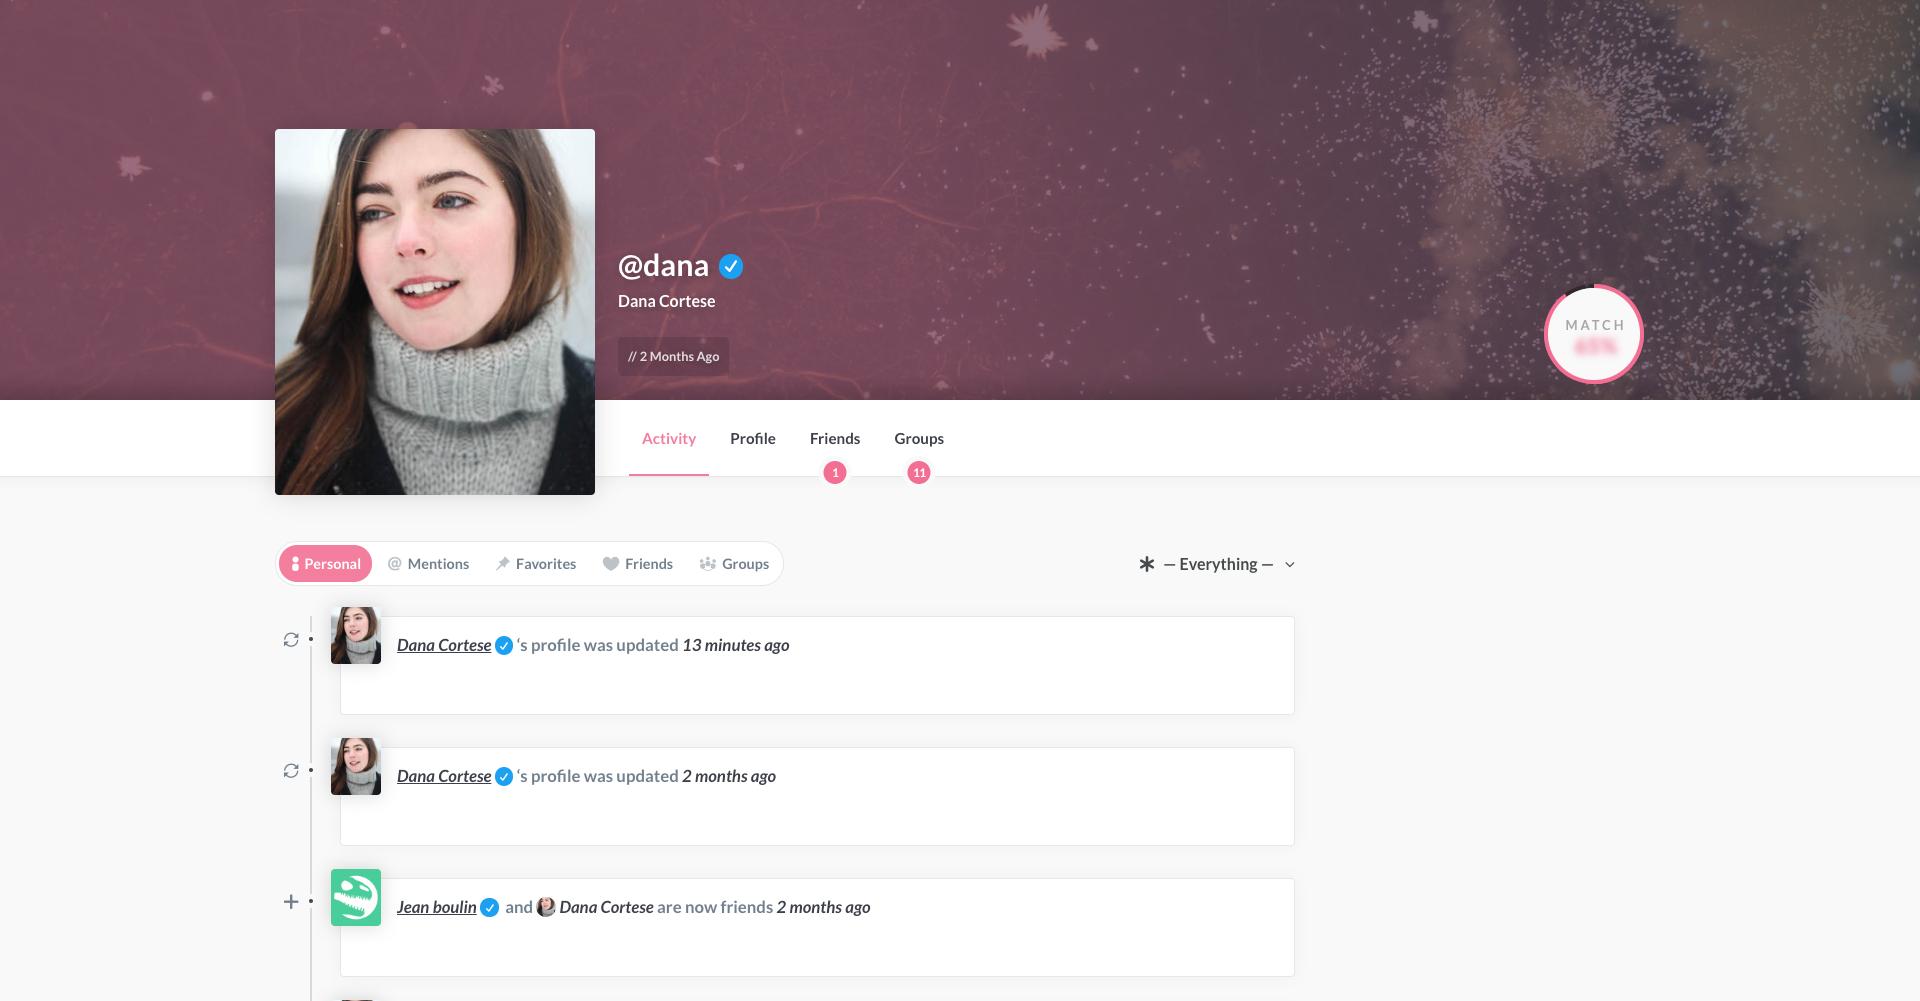 @dana
Dana Cortese
// 2 Months Ago
MATCH
Activity
Profile
Friends
Groups
1
11
Personal
@ Mentions
Favorites
Friends
Groups
— Everything —
Dana Cortese ‘s profile was updated 13 minutes ago
Dana Cortese ‘s profile was updated 2 months ago
Jean boulin and Dana Cortese are now friends 2 months ago